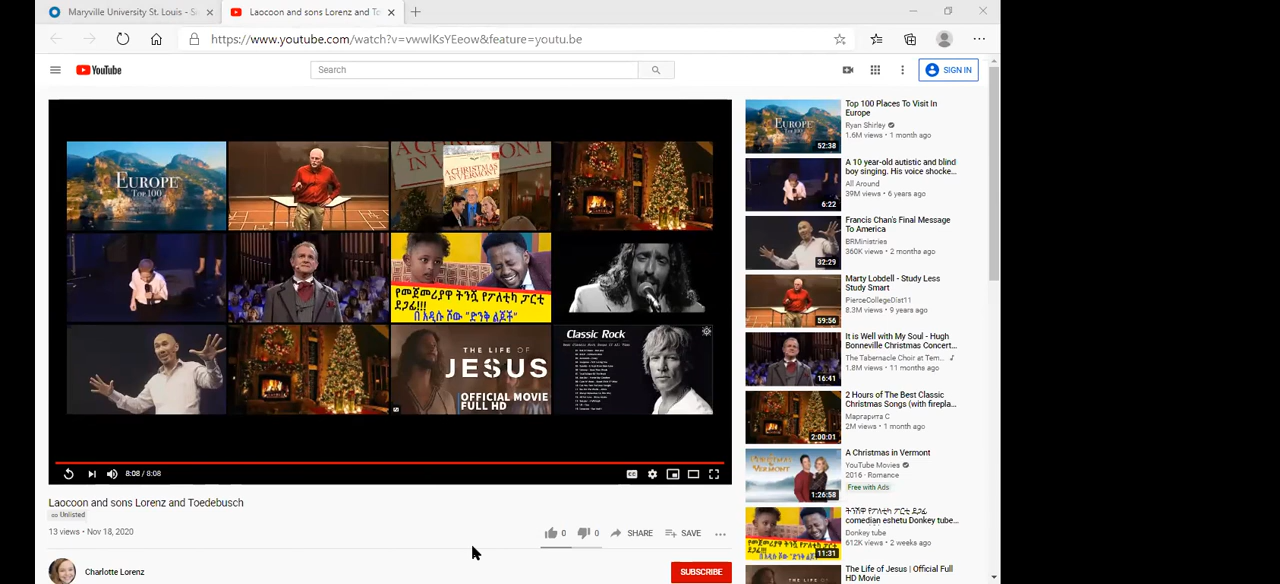 Maryville University St. Louis - S
Laocoon and sons Lorenz and To
https://www.youtube.com/watch?v=vwwlKsYEeow&feature=youtu.be
YouTube
Search
SIGN IN
EUROPE
TOP 100
A CHRISTMAS
IN VERMONT
የመጀመሪያዋ ትንሿ የፖለቲካ ፓርቲ
ደጋፊ!!!
በአዲሱ ሾው "ድንቅ ልጆች"
THE LIFE OF
JESUS
OFFICIAL MOVIE
FULL HD
Classic Rock
8:08 / 8:08
Laocoon and sons Lorenz and Toedebusch
Unlisted
13 views • Nov 18, 2020
0
0
SHARE
SAVE
Charlotte Lorenz
SUBSCRIBE
EUROPE
52:38
Top 100 Places To Visit In
Europe
Ryan Shirley
1.6M views • 1 month ago
6:22
A 10 year-old autistic and blind
boy singing. His voice shocke...
All Around
39M views • 6 years ago
32:29
Francis Chan's Final Message
To America
BRMinistries
360K views • 2 months ago
59:56
Marty Lobdell - Study Less
Study Smart
PierceCollegeDist11
8.3M views • 9 years ago
16:41
It is Well with My Soul - Hugh
Bonneville Christmas Concert...
The Tabernacle Choir at Tem...
1.8M views • 11 months ago
2:00:01
2 Hours of The Best Classic
Christmas Songs (with firepla...
Маргарита С
2M views • 1 month ago
1:26:58
A Christmas in Vermont
YouTube Movies
2016 • Romance
Free with Ads
11:31
ትንሽዬ የፖለቲካ ፓርቲ ደጋፊ
comedian eshetu Donkey tube...
Donkey tube
612K views • 2 weeks ago
The Life of Jesus | Official Full
HD Movie